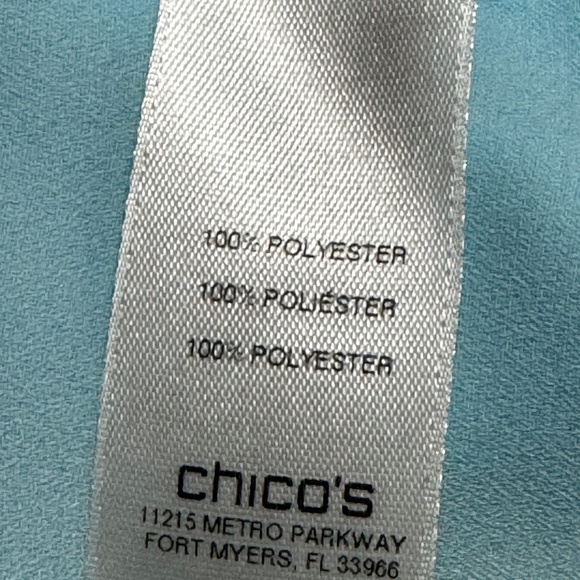 100% POLYESTER
100% POLIÉSTER
100% POLYESTER
chico's
11215 METRO PARKWAY
FORT MYERS, FL 33966